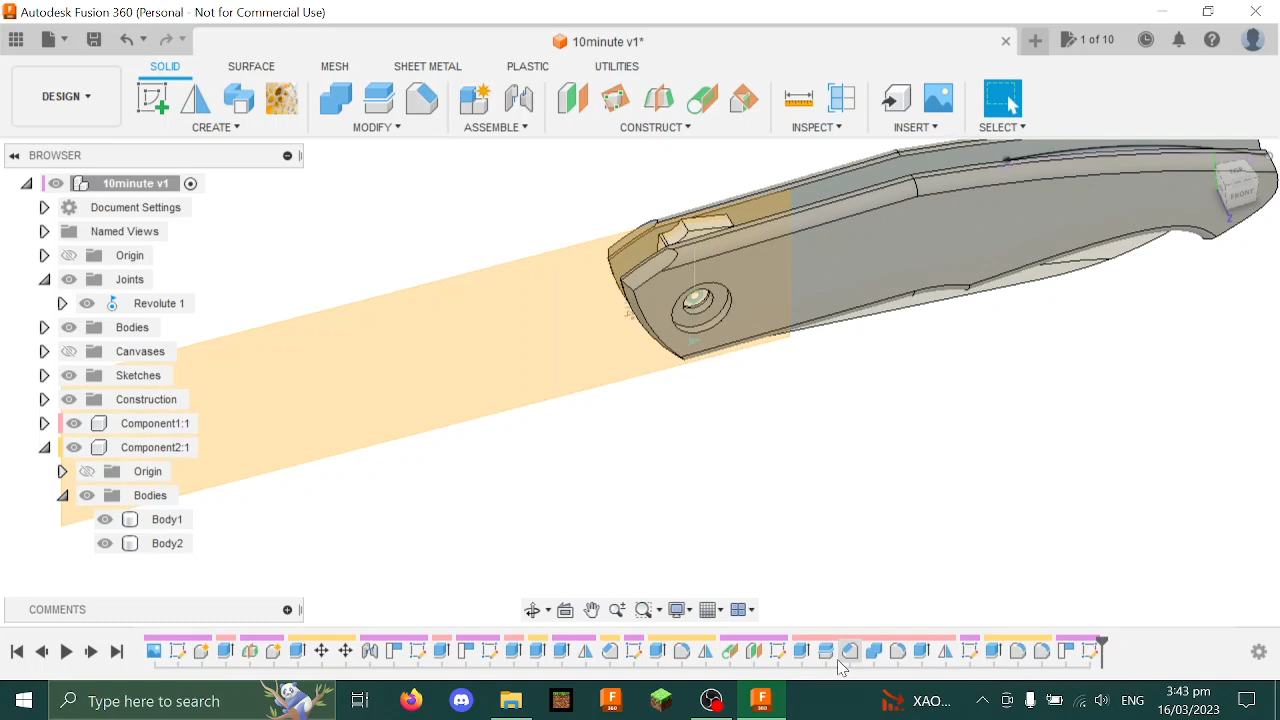 Autodesk Fusion 360 (Personal - Not for Commercial Use)
10minute v1*
1 of 10
DESIGN
SOLID
SURFACE
MESH
SHEET METAL
PLASTIC
UTILITIES
CREATE
MODIFY
ASSEMBLE
CONSTRUCT
INSPECT
INSERT
SELECT
BROWSER
10minute v1
Document Settings
Named Views
Origin
Joints
Revolute 1
Bodies
Canvases
Sketches
Construction
Component1:1
Component2:1
Origin
Bodies
Body1
Body2
FRONT
Z
COMMENTS
Type here to search
F
360
F
360
XAO...
ENG
3:43 pm
16/03/2023